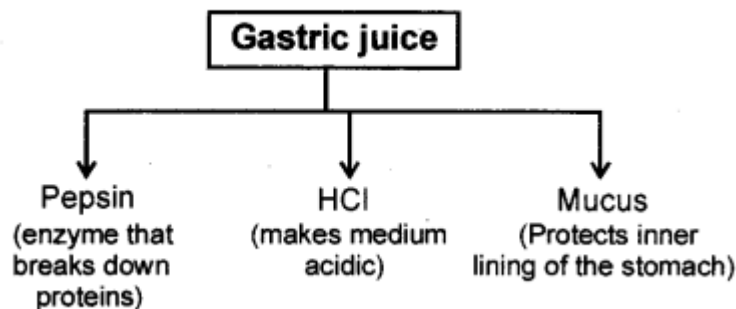 Gastric juice
Pepsin
(enzyme that
breaks down
proteins)
HCl
(makes medium
acidic)
Mucus
(Protects inner
lining of the stomach)